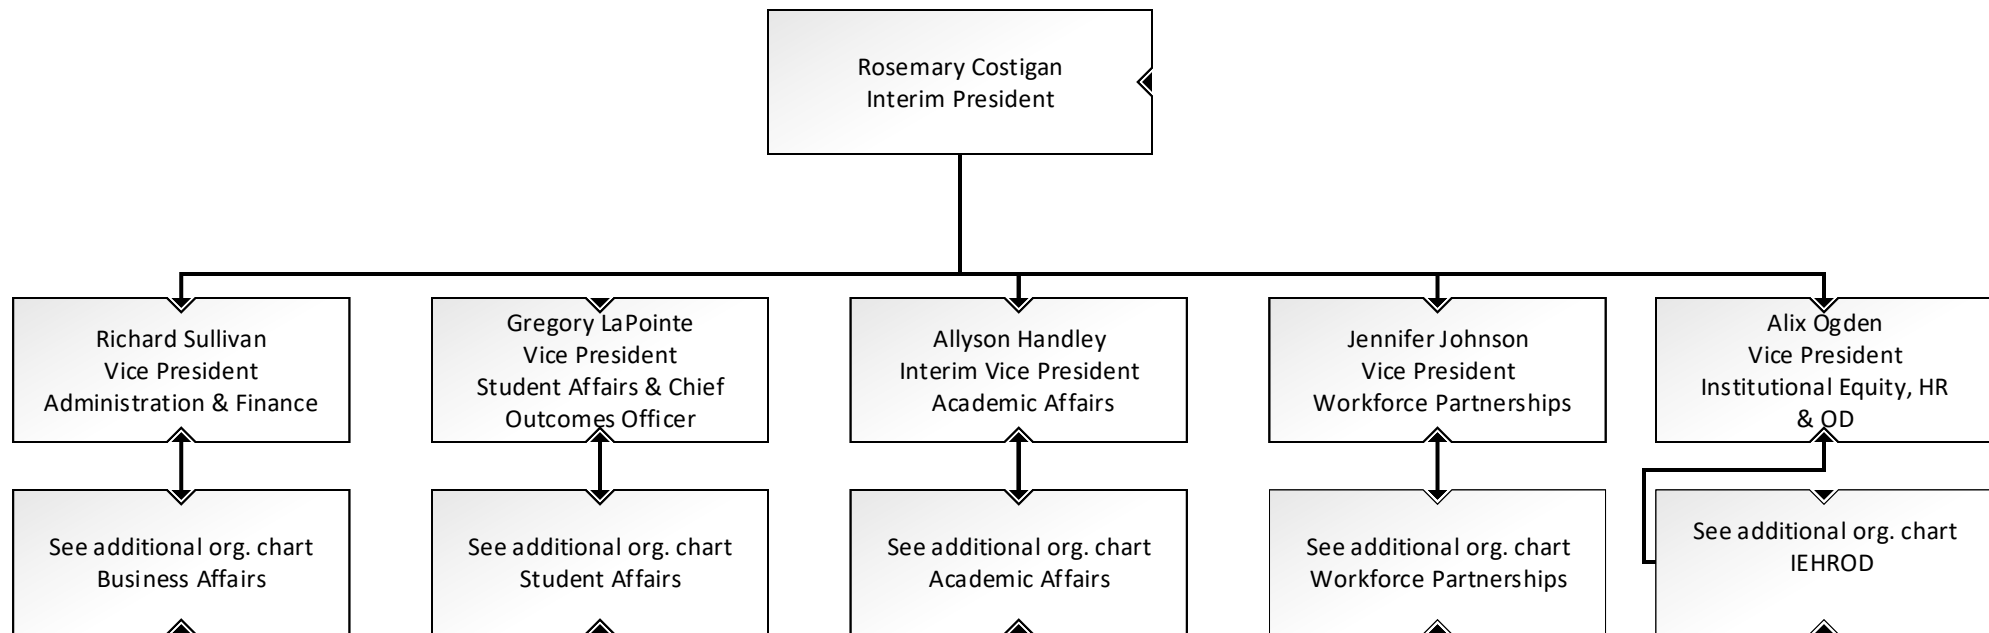 Rosemary Costigan
Interim President
Richard Sullivan
Vice President
Administration & Finance
Gregory LaPointe
Vice President
Student Affairs & Chief
Outcomes Officer
Allyson Handley
Interim Vice President
Academic Affairs
Jennifer Johnson
Vice President
Workforce Partnerships
Alix Ogden
Vice President
Institutional Equity, HR
& OD
See additional org. chart
Business Affairs
See additional org. chart
Student Affairs
See additional org. chart
Academic Affairs
See additional org. chart
Workforce Partnerships
See additional org. chart
IEHROD